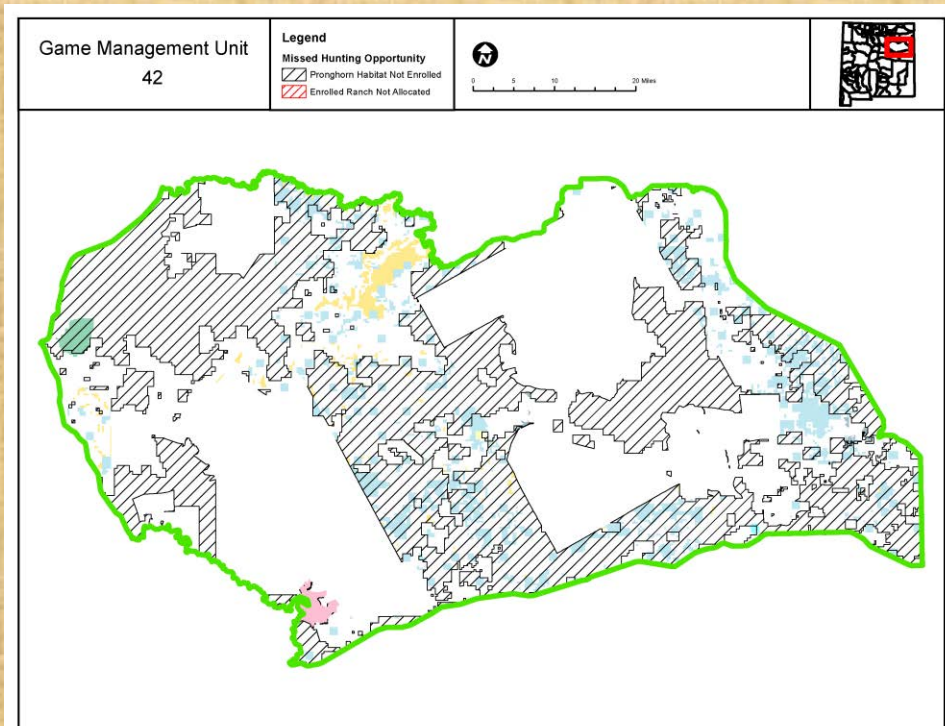 Game Management Unit
42
Legend
Missed Hunting Opportunity
Pronghorn Habitat Not Enrolled
Enrolled Ranch Not Allocated
N
0 5 10 20 Miles